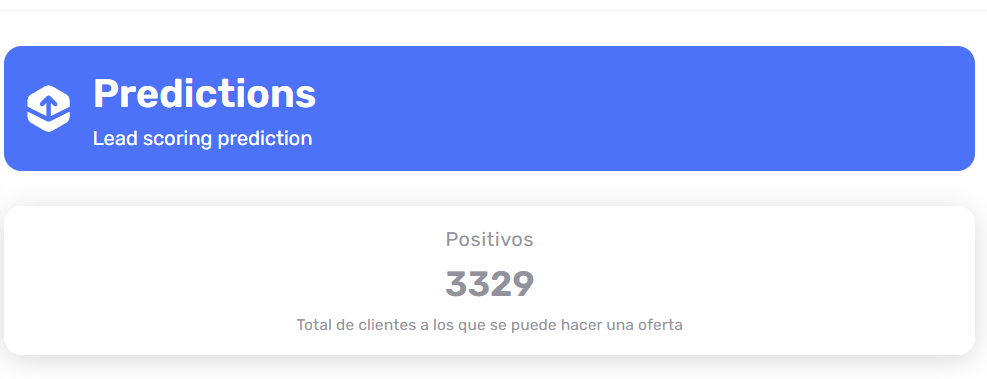 Predictions
Lead scoring prediction
Positivos
3329
Total de clientes a los que se puede hacer una oferta